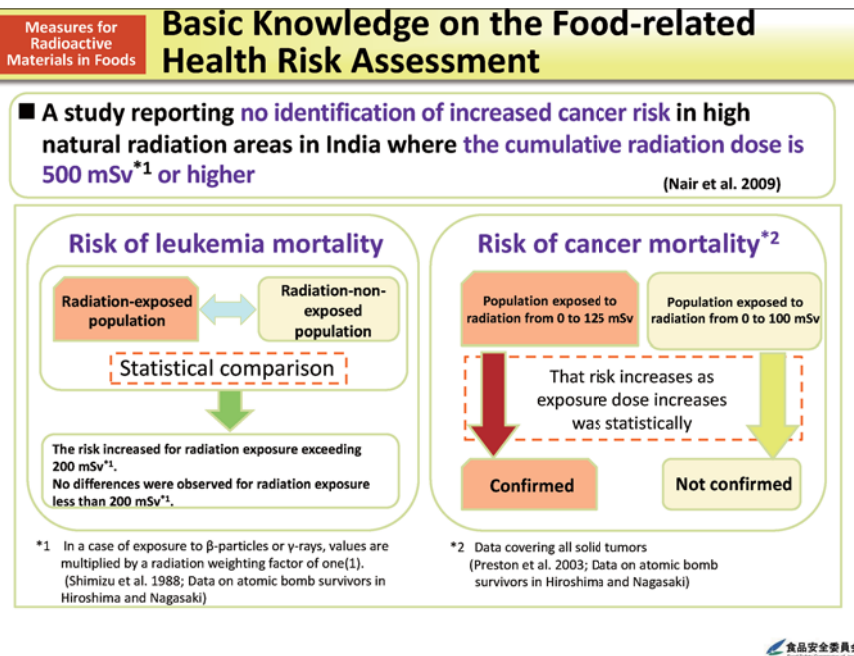 Measures for
Radioactive
Materials in Foods
Basic Knowledge on the Food-related
Health Risk Assessment
■ A study reporting no identification of increased cancer risk in high
natural radiation areas in India where the cumulative radiation dose is
500 mSv*1 or higher
(Nair et al. 2009)
Risk of leukemia mortality
Radiation-exposed
population
Radiation-non-
exposed
population
Statistical comparison
The risk increased for radiation exposure exceeding
200 mSv*1.
No differences were observed for radiation exposure
less than 200 mSv*1.
*1 In a case of exposure to β-particles or γ-rays, values are
multiplied by a radiation weighting factor of one(1).
(Shimizu et al. 1988; Data on atomic bomb survivors in
Hiroshima and Nagasaki)
Risk of cancer mortality*2
Population exposed to
radiation from 0 to 125 mSv
Population exposed to
radiation from 0 to 100 mSv
That risk increases as
exposure dose increases
was statistically
Confirmed
Not confirmed
*2 Data covering all solid tumors
(Preston et al. 2003; Data on atomic bomb
survivors in Hiroshima and Nagasaki)
食品安全委員会